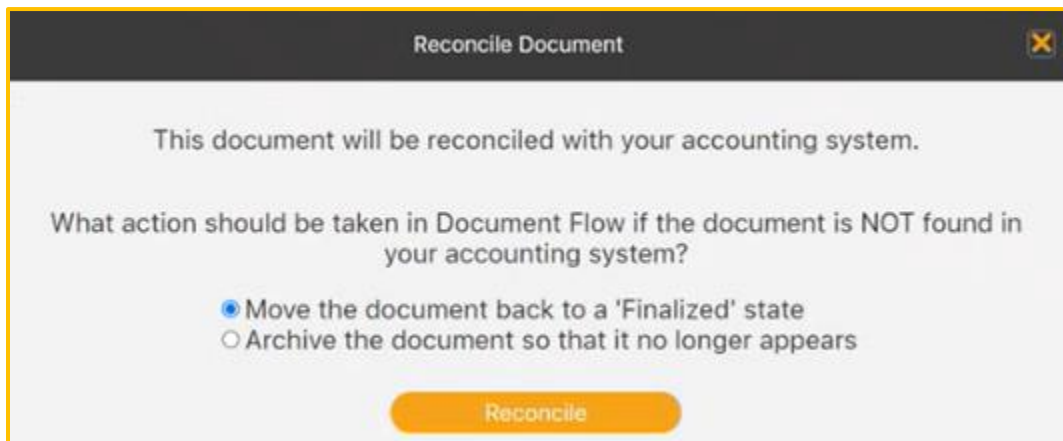 Reconcile Document
This document will be reconciled with your accounting system.
What action should be taken in Document Flow if the document is NOT found in
your accounting system?
Move the document back to a 'Finalized' state
Archive the document so that it no longer appears
Reconcile